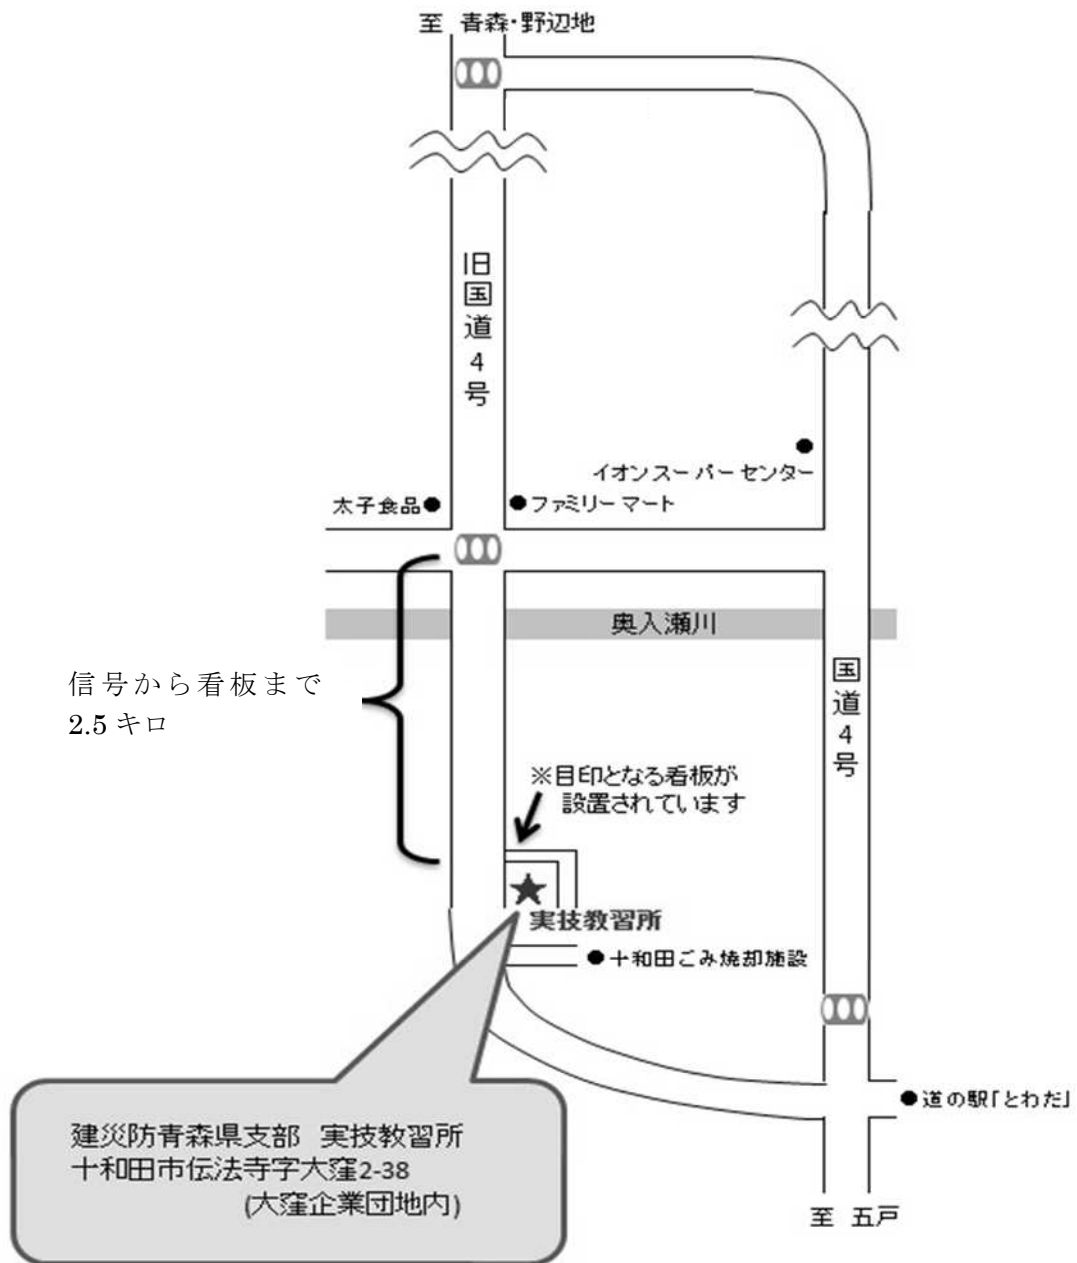 至 青森・野辺地
旧国道4号
イオンスーパーセンター
太子食品
ファミリーマート
奥入瀬川
信号から看板まで
2.5 キロ
国道4号
※目印となる看板が
設置されています
実技教習所
十和田ごみ焼却施設
道の駅「とわだ」
建災防青森県支部 実技教習所
十和田市伝法寺字大窪2-38
(大窪企業団地内)
至 五戸